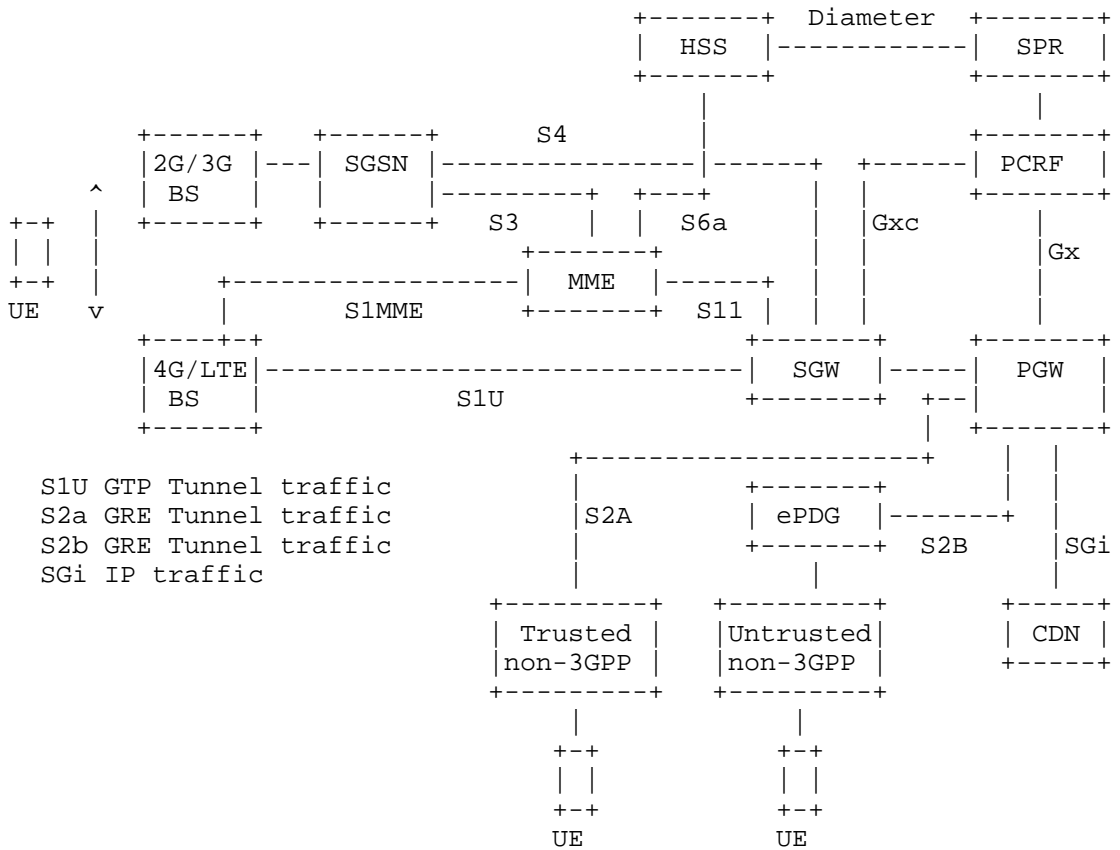 Diameter
HSS SPR
S4
2G/3G SGSN PCRF
BS
S3 S6a Gxc
MME Gx
UE S1MME S11
4G/LTE SGW PGW
BS S1U
S1U GTP Tunnel traffic
S2a GRE Tunnel traffic S2A ePDG
S2b GRE Tunnel traffic S2B SGi
SGi IP traffic
Trusted Untrusted CDN
non-3GPP non-3GPP
UE UE